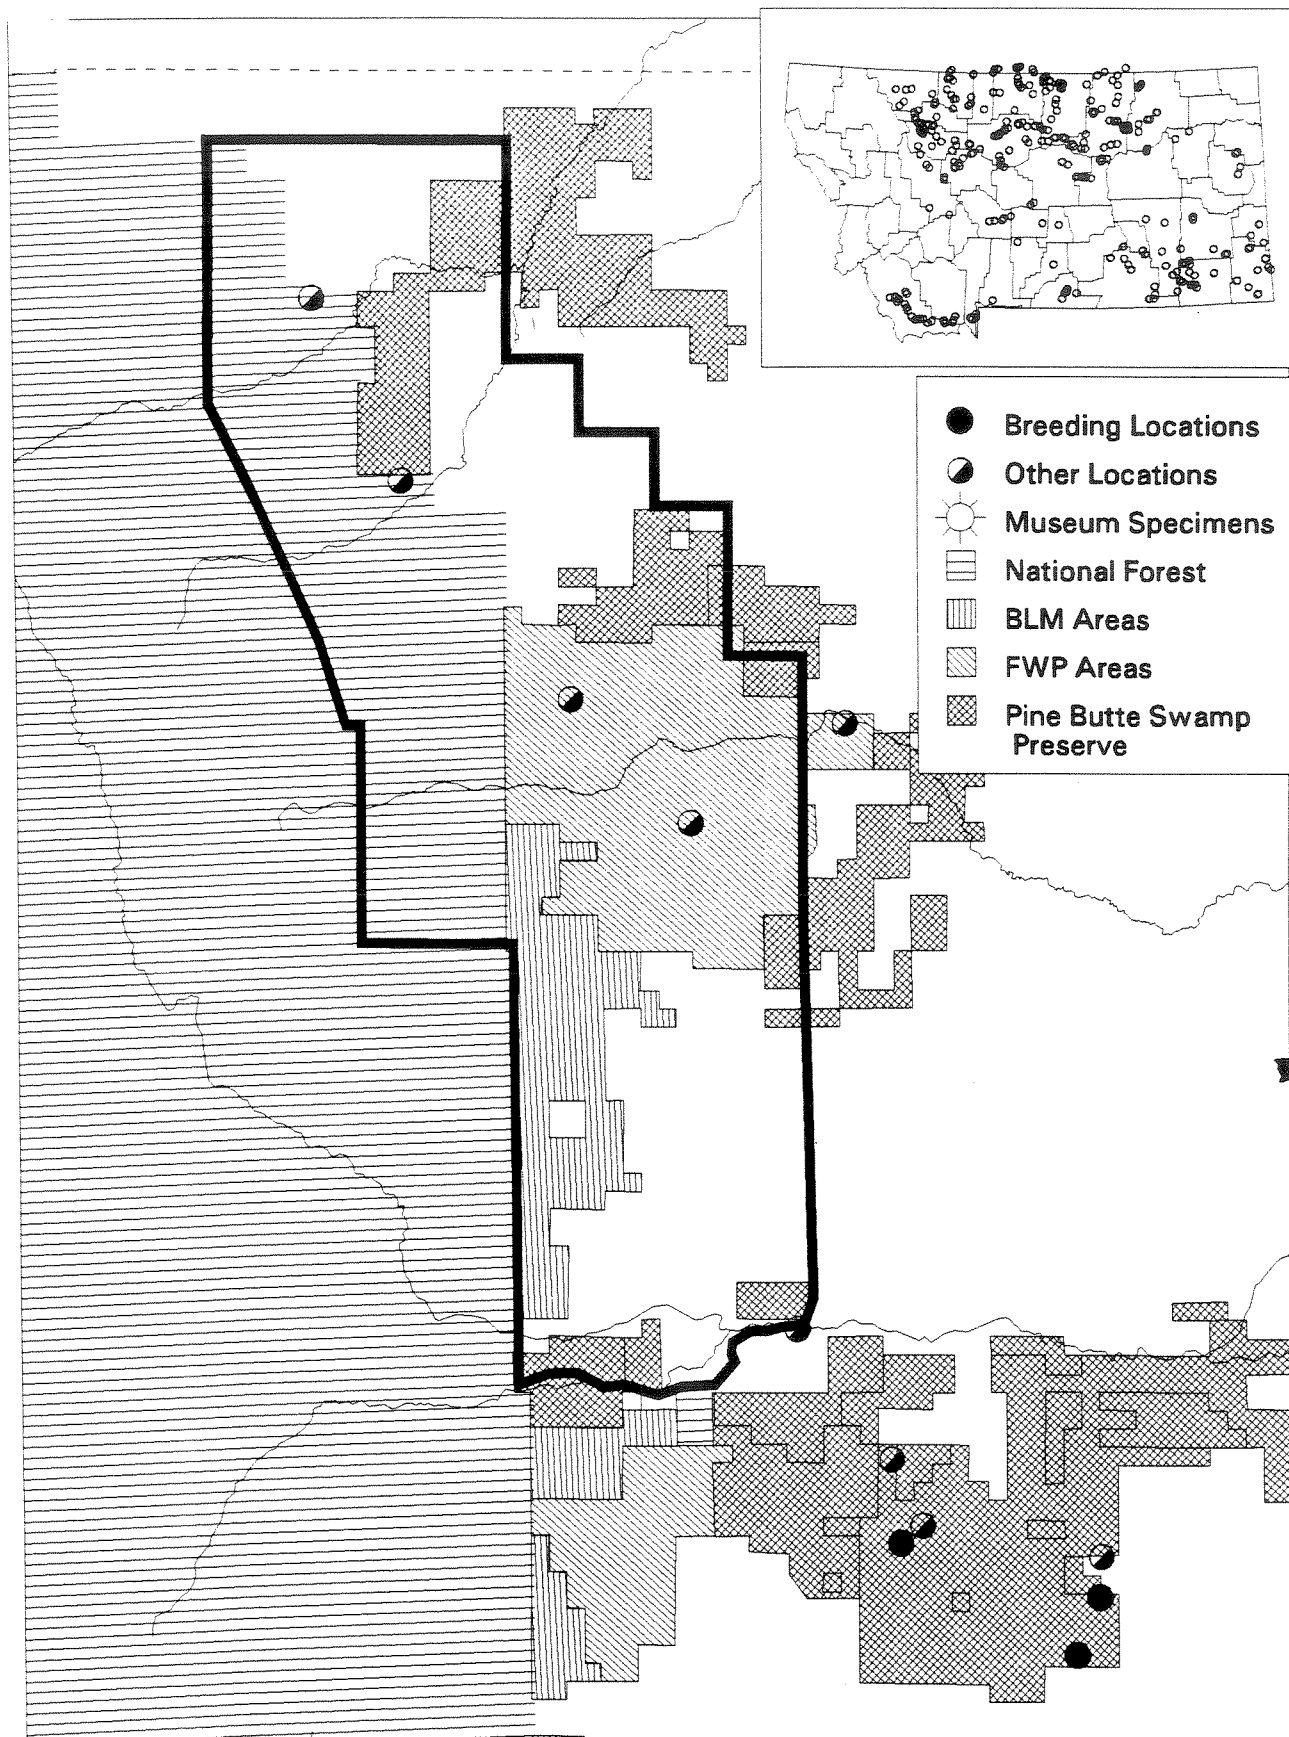 Breeding Locations
Other Locations
Museum Specimens
National Forest
BLM Areas
FWP Areas
Pine Butte Swamp
Preserve